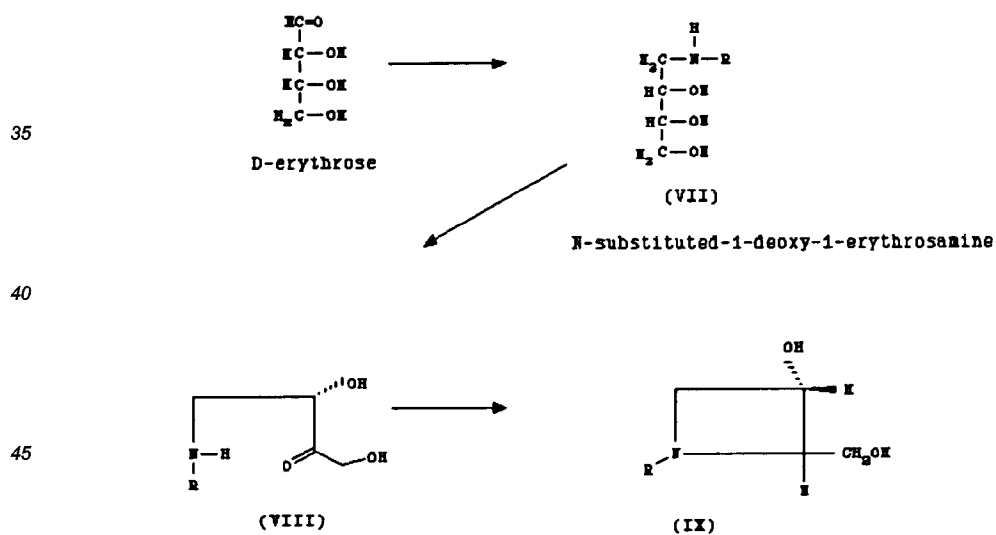 HC=O
HC—OH
HC—OH
H₂C—OH
D-erythrose
H
H₂C—N—R
HC—OH
HC—OH
H₂C—OH
(VII)
N-substituted-1-deoxy-1-erythrosamine
35
40
OH
N—H
R
O
OH
(VIII)
45
OH
H
N
R
CH₂OH
H
(IX)